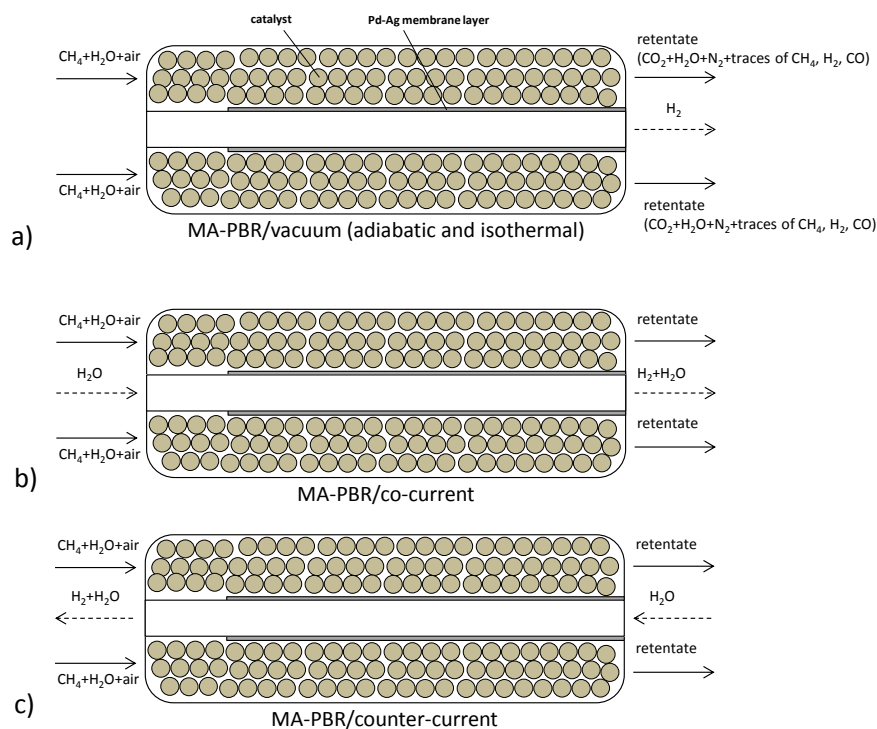 catalyst
Pd-Ag membrane layer
CH₄+H₂O+air
retentate
(CO₂+H₂O+N₂+traces of CH₄, H₂, CO)
H₂
CH₄+H₂O+air
retentate
(CO₂+H₂O+N₂+traces of CH₄, H₂, CO)
a)
MA-PBR/vacuum (adiabatic and isothermal)
CH₄+H₂O+air
retentate
H₂O
H₂+H₂O
CH₄+H₂O+air
retentate
b)
MA-PBR/co-current
CH₄+H₂O+air
retentate
H₂+H₂O
H₂O
CH₄+H₂O+air
retentate
c)
MA-PBR/counter-current